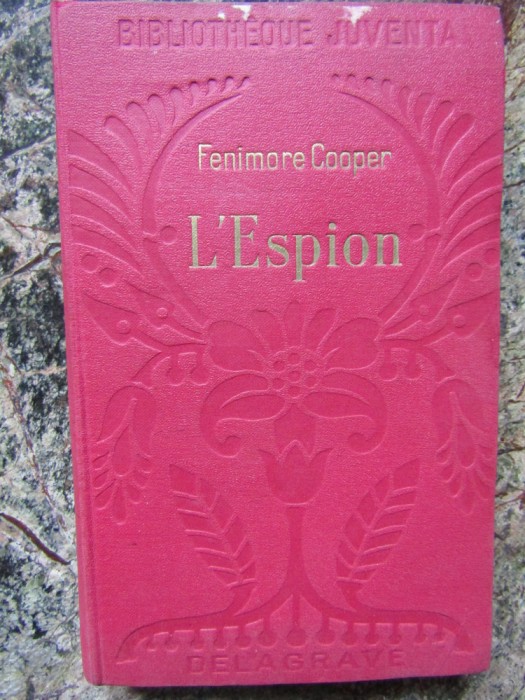 BIBLIOTHÈQUE JUVENTA
Fenimore Cooper
L'Espion
DELAGRAVE